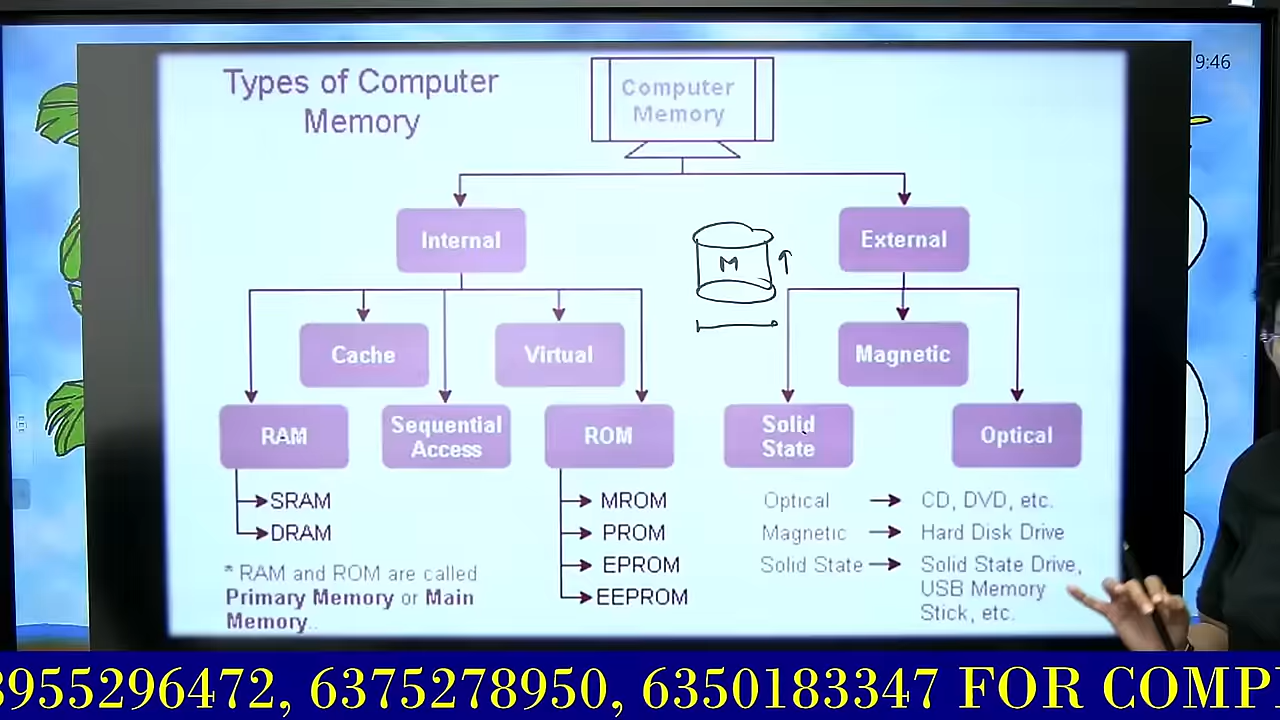 Types of Computer
Memory
Computer
Memory
9:46
Internal
External
M
Cache
Virtual
Magnetic
RAM
Sequential
Access
ROM
Solid
State
Optical
SRAM
DRAM
MROM
PROM
EPROM
EEPROM
Optical CD, DVD, etc.
Magnetic Hard Disk Drive
Solid State Solid State Drive,
USB Memory
Stick, etc.
* RAM and ROM are called
Primary Memory or Main
Memory..
8955296472, 6375278950, 6350183347 FOR COMP